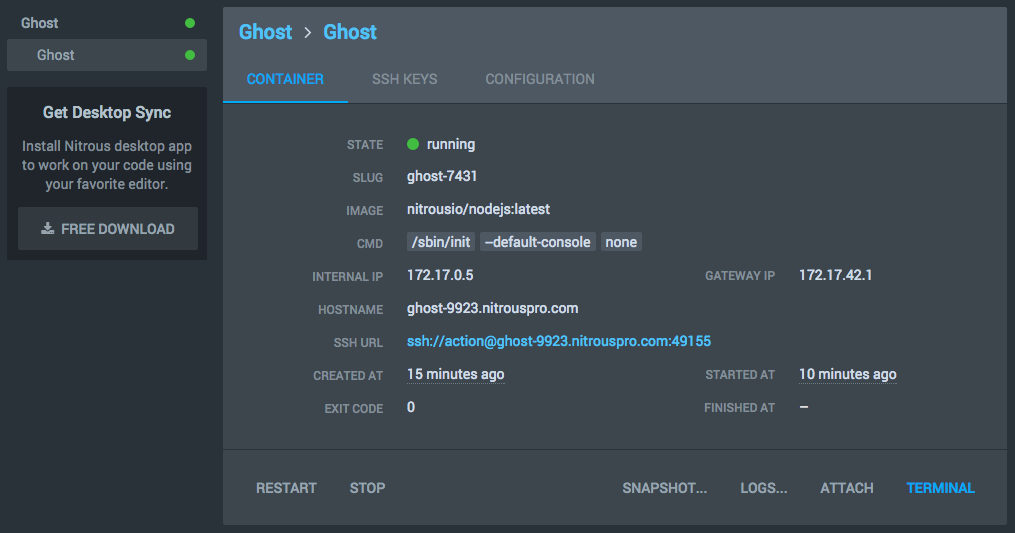 Ghost
Ghost
Get Desktop Sync
Install Nitrous desktop app
to work on your code using
your favorite editor.
FREE DOWNLOAD
Ghost > Ghost
CONTAINER SSH KEYS CONFIGURATION
STATE running
SLUG ghost-7431
IMAGE nitrousio/nodejs:latest
CMD /sbin/init --default-console none
INTERNAL IP 172.17.0.5 GATEWAY IP 172.17.42.1
HOSTNAME ghost-9923.nitrouspro.com
SSH URL ssh://action@ghost-9923.nitrouspro.com:49155
CREATED AT 15 minutes ago STARTED AT 10 minutes ago
EXIT CODE 0 FINISHED AT –
RESTART STOP SNAPSHOT... LOGS... ATTACH TERMINAL